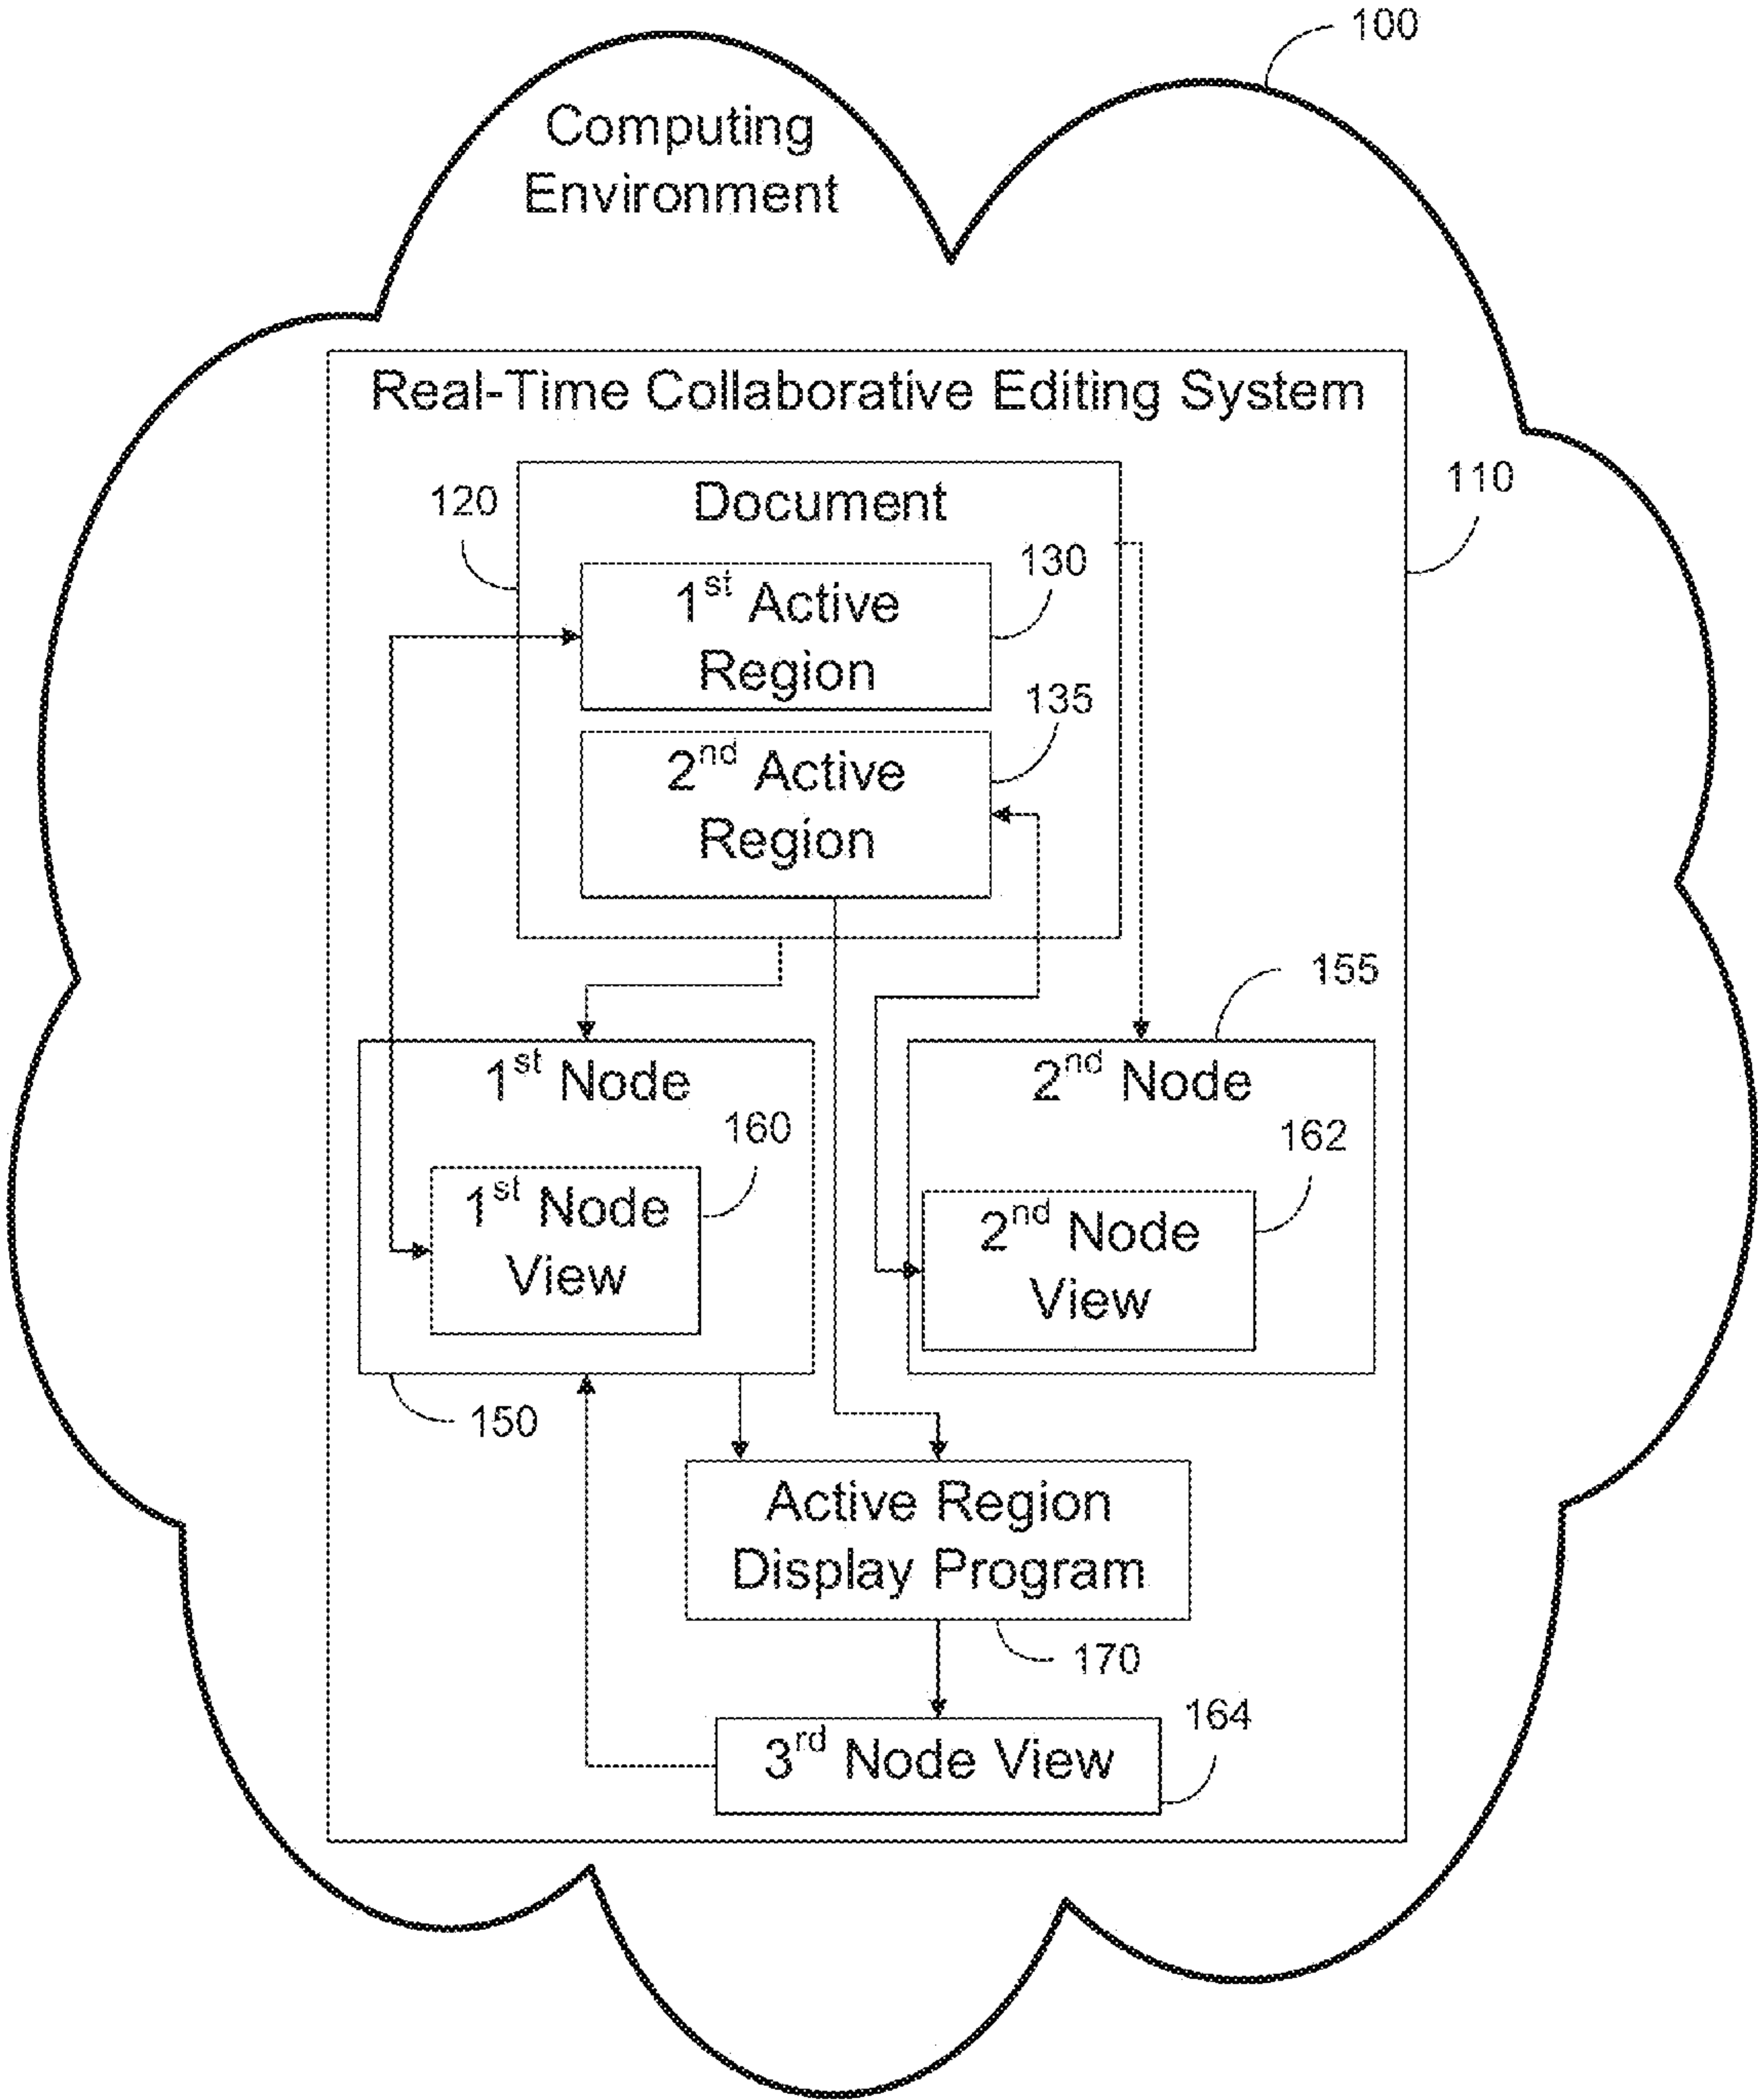 100
Computing
Environment
Real-Time Collaborative Editing System
110
120
Document
130
1st Active
Region
135
2nd Active
Region
155
1st Node
2nd Node
160
162
1st Node
View
2nd Node
View
150
Active Region
Display Program
170
164
3rd Node View